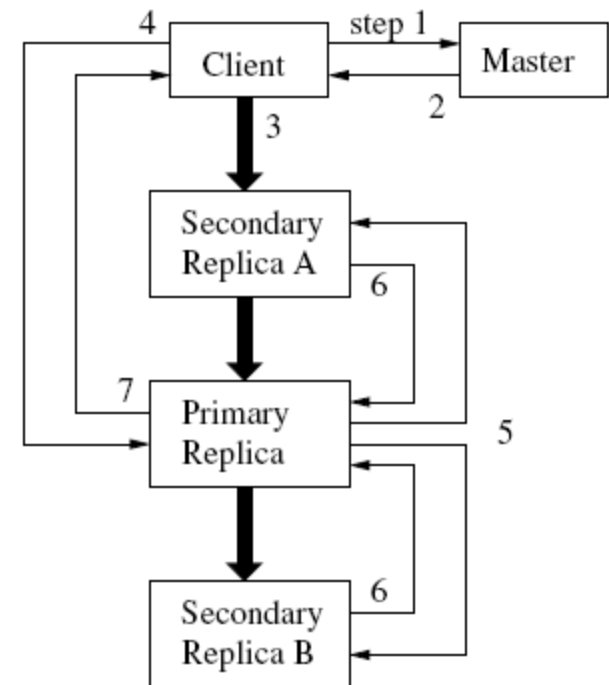 4
step 1
Client
Master
2
3
Secondary
Replica A
6
7
Primary
Replica
5
6
Secondary
Replica B